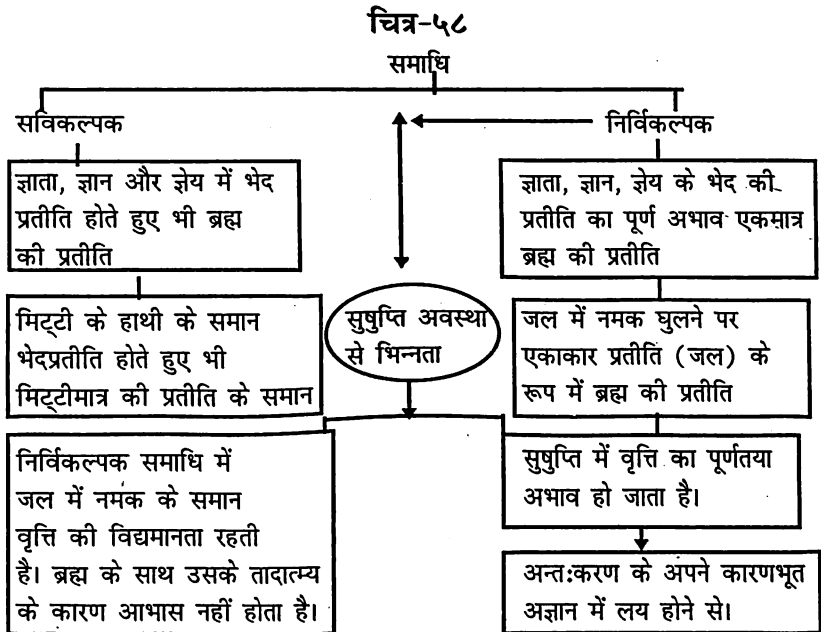 चित्र-५८
समाधि
सविकल्पक
निर्विकल्पक
ज्ञाता, ज्ञान और ज्ञेय में भेद
प्रतीति होते हुए भी ब्रह्म
की प्रतीति
ज्ञाता, ज्ञान, ज्ञेय के भेद की
प्रतीति का पूर्ण अभाव एकमात्र
ब्रह्म की प्रतीति
मिट्टी के हाथी के समान
भेदप्रतीति होते हुए भी
मिट्टीमात्र की प्रतीति के समान
सुषुप्ति अवस्था
से भिन्नता
जल में नमक घुलने पर
एकाकार प्रतीति (जल) के
रूप में ब्रह्म की प्रतीति
निर्विकल्पक समाधि में
जल में नमक के समान
वृत्ति की विद्यमानता रहती
है। ब्रह्म के साथ उसके तादात्म्य
के कारण आभास नहीं होता है।
सुषुप्ति में वृत्ति का पूर्णतया
अभाव हो जाता है।
अन्तःकरण के अपने कारणभूत
अज्ञान में लय होने से।